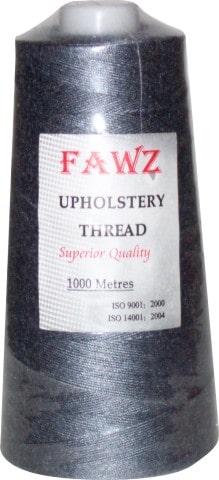 FAWZ
UPHOLSTERY
THREAD
Superior Quality
1000 Metres
ISO 9001: 2000
ISO 14001: 2004